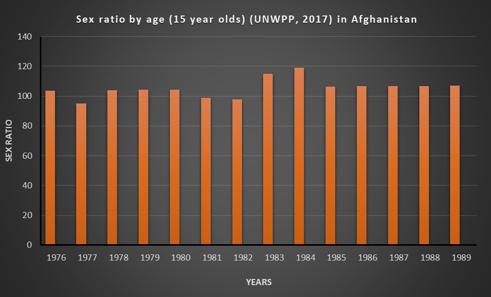 Sex ratio by age (15 year olds) (UNWPP, 2017) in Afghanistan
140
120
100
80
60
40
20
0
SEX RATIO
1976 1977 1978 1979 1980 1981 1982 1983 1984 1985 1986 1987 1988 1989
YEARS